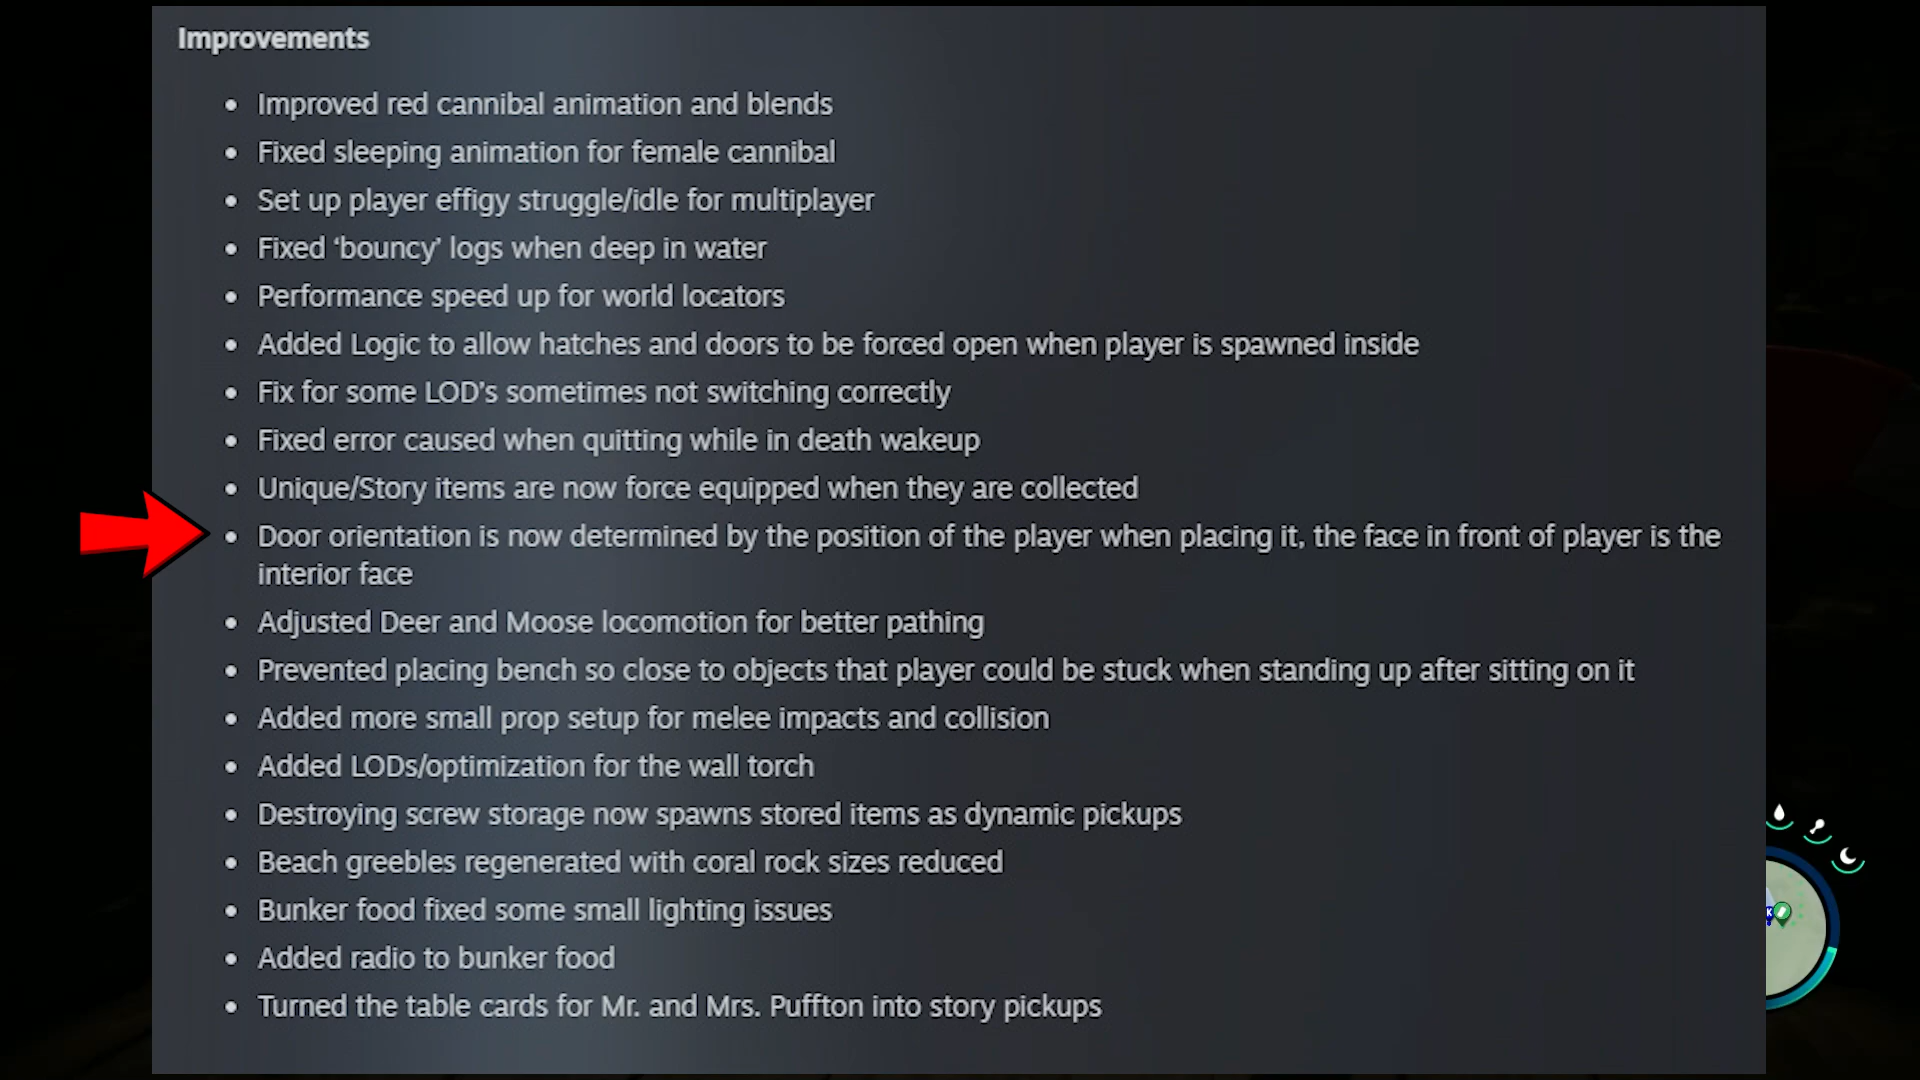 Improvements
Improved red cannibal animation and blends
Fixed sleeping animation for female cannibal
Set up player effigy struggle/idle for multiplayer
Fixed ‘bouncy’ logs when deep in water
Performance speed up for world locators
Added Logic to allow hatches and doors to be forced open when player is spawned inside
Fix for some LOD’s sometimes not switching correctly
Fixed error caused when quitting while in death wakeup
Unique/Story items are now force equipped when they are collected
Door orientation is now determined by the position of the player when placing it, the face in front of player is the
interior face
Adjusted Deer and Moose locomotion for better pathing
Prevented placing bench so close to objects that player could be stuck when standing up after sitting on it
Added more small prop setup for melee impacts and collision
Added LODs/optimization for the wall torch
Destroying screw storage now spawns stored items as dynamic pickups
Beach greebles regenerated with coral rock sizes reduced
Bunker food fixed some small lighting issues
Added radio to bunker food
Turned the table cards for Mr. and Mrs. Puffton into story pickups